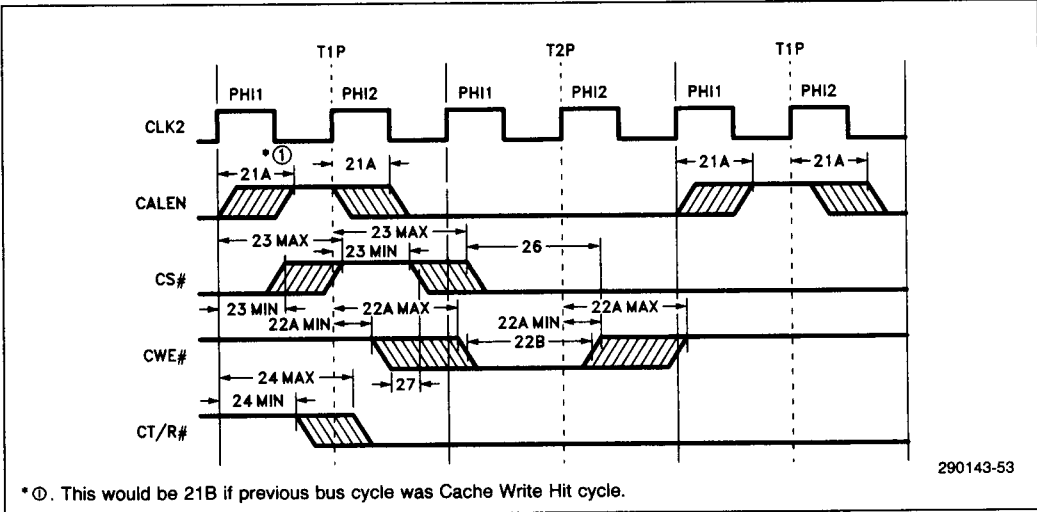 T1P T2P T1P
PHI1 PHI2 PHI1 PHI2 PHI1 PHI2
CLK2
*①
21A 21A 21A 21A
CALEN
23 MAX 23 MAX
23 MIN 26
CS#
23 MIN 22A MAX 22A MAX
22A MIN 22A MIN
22B
CWE#
24 MAX 27
24 MIN
CT/R#
290143-53
*①. This would be 21B if previous bus cycle was Cache Write Hit cycle.